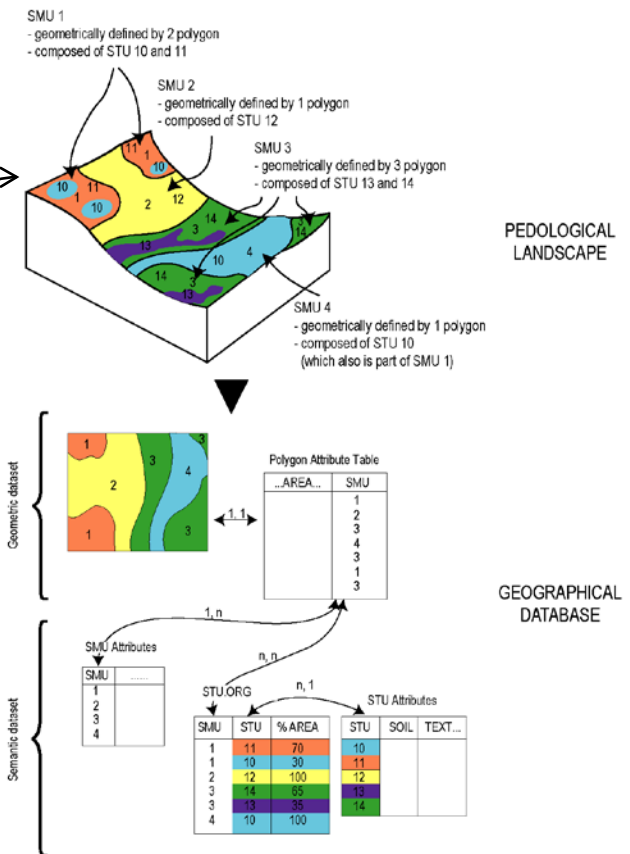 SMU 1
- geometrically defined by 2 polygon
- composed of STU 10 and 11
SMU 2
- geometrically defined by 1 polygon
- composed of STU 12
SMU 3
- geometrically defined by 3 polygon
- composed of STU 13 and 14
11
1
10
10
11
1
10
2
12
14
3
13
10
4
3
14
14
3
13
SMU 4
- geometrically defined by 1 polygon
- composed of STU 10
(which also is part of SMU 1)
PEDOLOGICAL
LANDSCAPE
Geometric dataset
1
3
3
2
4
1
3
1, 1
Polygon Attribute Table
...AREA... SMU
1
2
3
4
3
1
3
GEOGRAPHICAL
DATABASE
Semantic dataset
1, n
n, n
n, 1
SMU Attributes
SMU ......
1
2
3
4
STU.ORG
SMU STU % AREA
1 11 70
1 10 30
2 12 100
3 14 65
3 13 35
4 10 100
STU Attributes
STU SOIL TEXT...
10
11
12
13
14